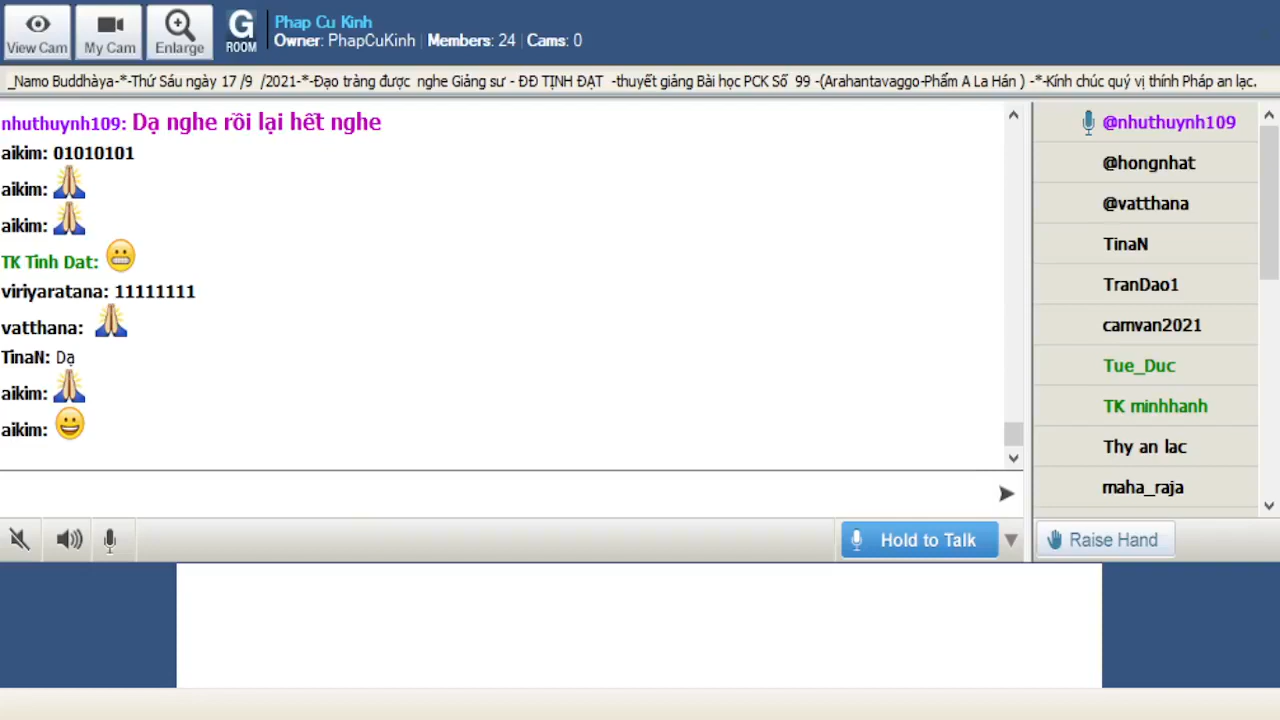 View Cam
My Cam
Enlarge
G
ROOM
Phap Cu Kinh
Owner: PhapCuKinh | Members: 24 | Cams: 0
_Namo Buddhàya-*-Thứ Sáu ngày 17 /9 /2021-*-Đạo tràng được nghe Giảng sư - ĐĐ TỊNH ĐẠT -thuyết giảng Bài học PCK Số 99 -(Arahantavaggo-Phẩm A La Hán ) -*-Kính chúc quý vị thính Pháp an lạc.
nhuthuynh109: Dạ nghe rồi lại hết nghe
aikim: 01010101
aikim:
aikim:
TK Tinh Dat:
viriyaratana: 11111111
vatthana:
TinaN: Dạ
aikim:
aikim:
@nhuthuynh109
@hongnhat
@vatthana
TinaN
TranDao1
camvan2021
Tue_Duc
TK minhhanh
Thy an lac
maha_raja
Hold to Talk
Raise Hand